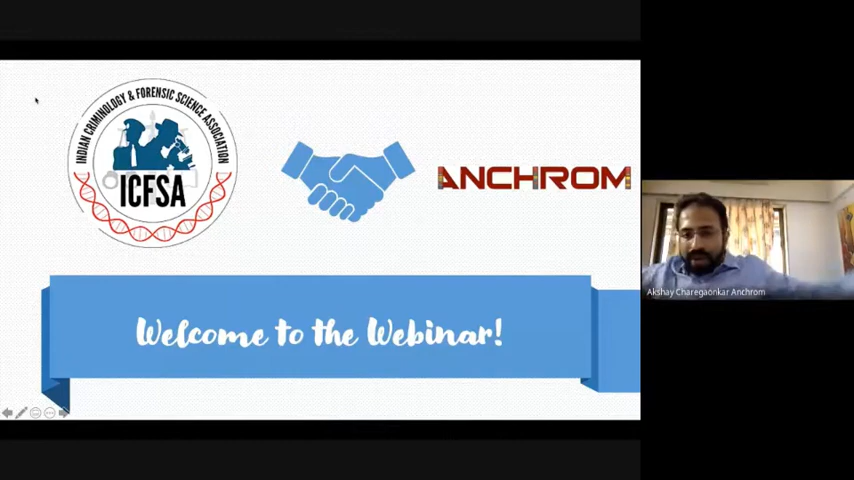 INDIAN CRIMINOLOGY & FORENSIC SCIENCE ASSOCIATION
ICFSA
ANCHROM
Welcome to the Webinar!
Akshay Charegaonkar Anchrom